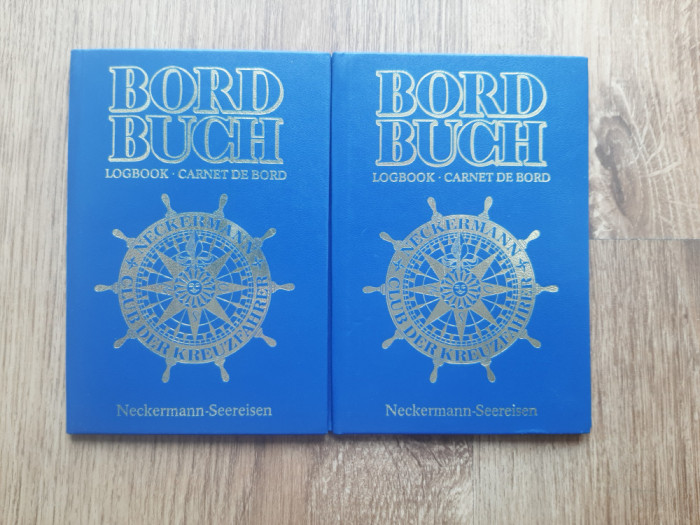 BORD
BUCH
LOGBOOK · CARNET DE BORD
NECKERMANN
CLUB DER KREUZFAHRER
Neckermann-Seereisen
BORD
BUCH
LOGBOOK · CARNET DE BORD
NECKERMANN
CLUB DER KREUZFAHRER
Neckermann-Seereisen